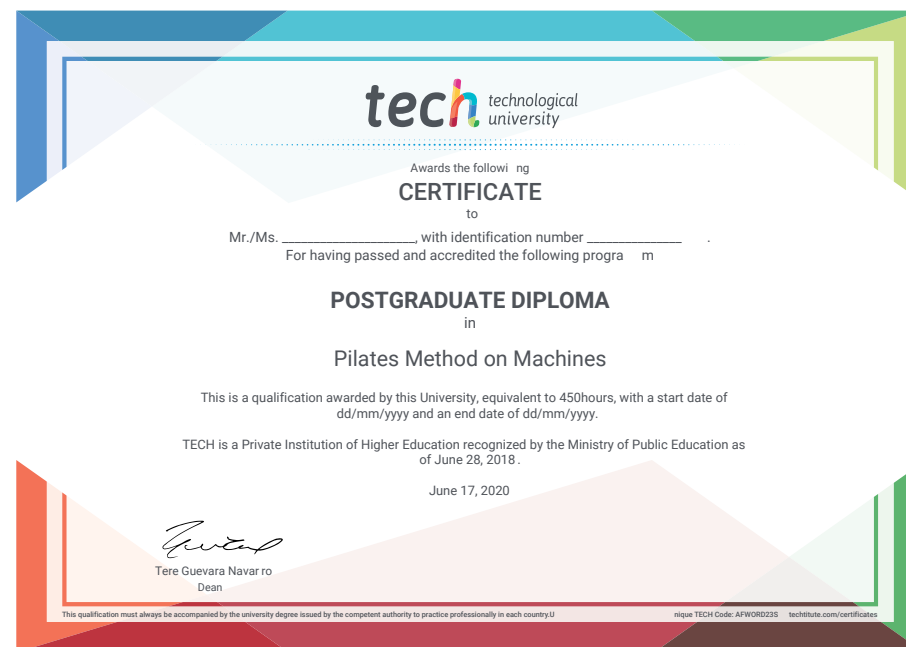 tech technological
university
Awards the followi ng
CERTIFICATE
to
Mr./Ms. ___________________, with identification number ______________ .
For having passed and accredited the following progra m
POSTGRADUATE DIPLOMA
in
Pilates Method on Machines
This is a qualification awarded by this University, equivalent to 450hours, with a start date of
dd/mm/yyyy and an end date of dd/mm/yyyy.
TECH is a Private Institution of Higher Education recognized by the Ministry of Public Education as
of June 28, 2018 .
June 17, 2020
Tere Guevara Navar ro
Dean
This qualification must always be accompanied by the university degree issued by the competent authority to practice professionally in each country.U nique TECH Code: AFWORD23S techtitute.com/certificates